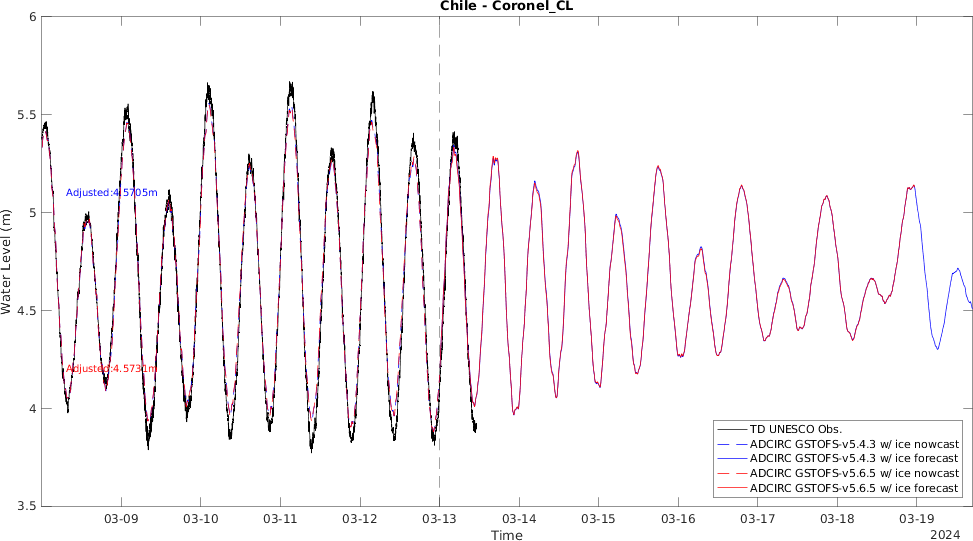 Chile - Coronel_CL
6
5.5
5
4.5
4
3.5
Water Level (m)
Adjusted:4.5705m
Adjusted:4.5731m
TD UNESCO Obs.
ADCIRC GSTOFS-v5.4.3 w/ ice nowcast
ADCIRC GSTOFS-v5.4.3 w/ ice forecast
ADCIRC GSTOFS-v5.6.5 w/ ice nowcast
ADCIRC GSTOFS-v5.6.5 w/ ice forecast
03-09 03-10 03-11 03-12 03-13 03-14 03-15 03-16 03-17 03-18 03-19
Time
2024